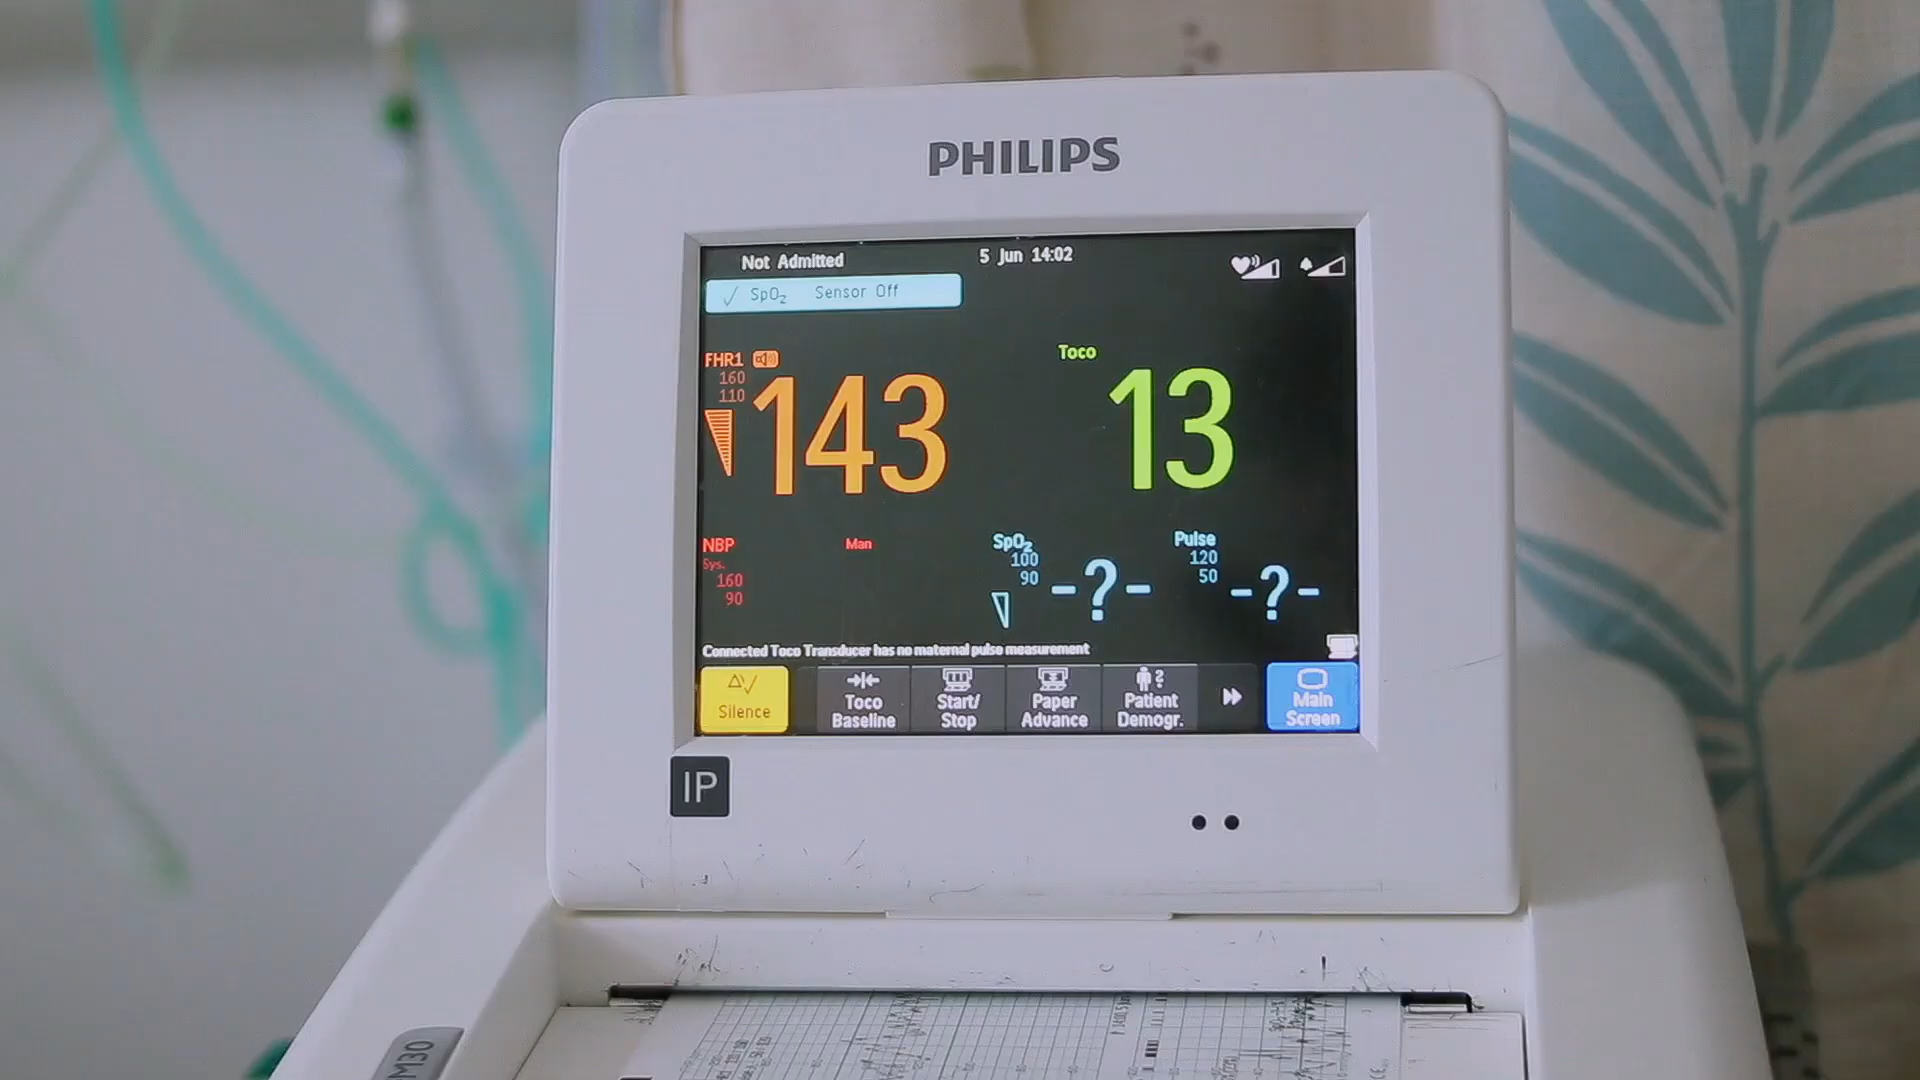 PHILIPS
Not Admitted
5 Jun 14:02
SpO2 Sensor Off
FHR1
160
110
143
Toco
13
NBP
Sys.
160
90
Man
SpO2
100
90
-?-
Pulse
120
50
-?-
Connected Toco Transducer has no maternal pulse measurement
Silence
Toco
Baseline
Start/
Stop
Paper
Advance
Patient
Demogr.
Main
Screen
IP
M30